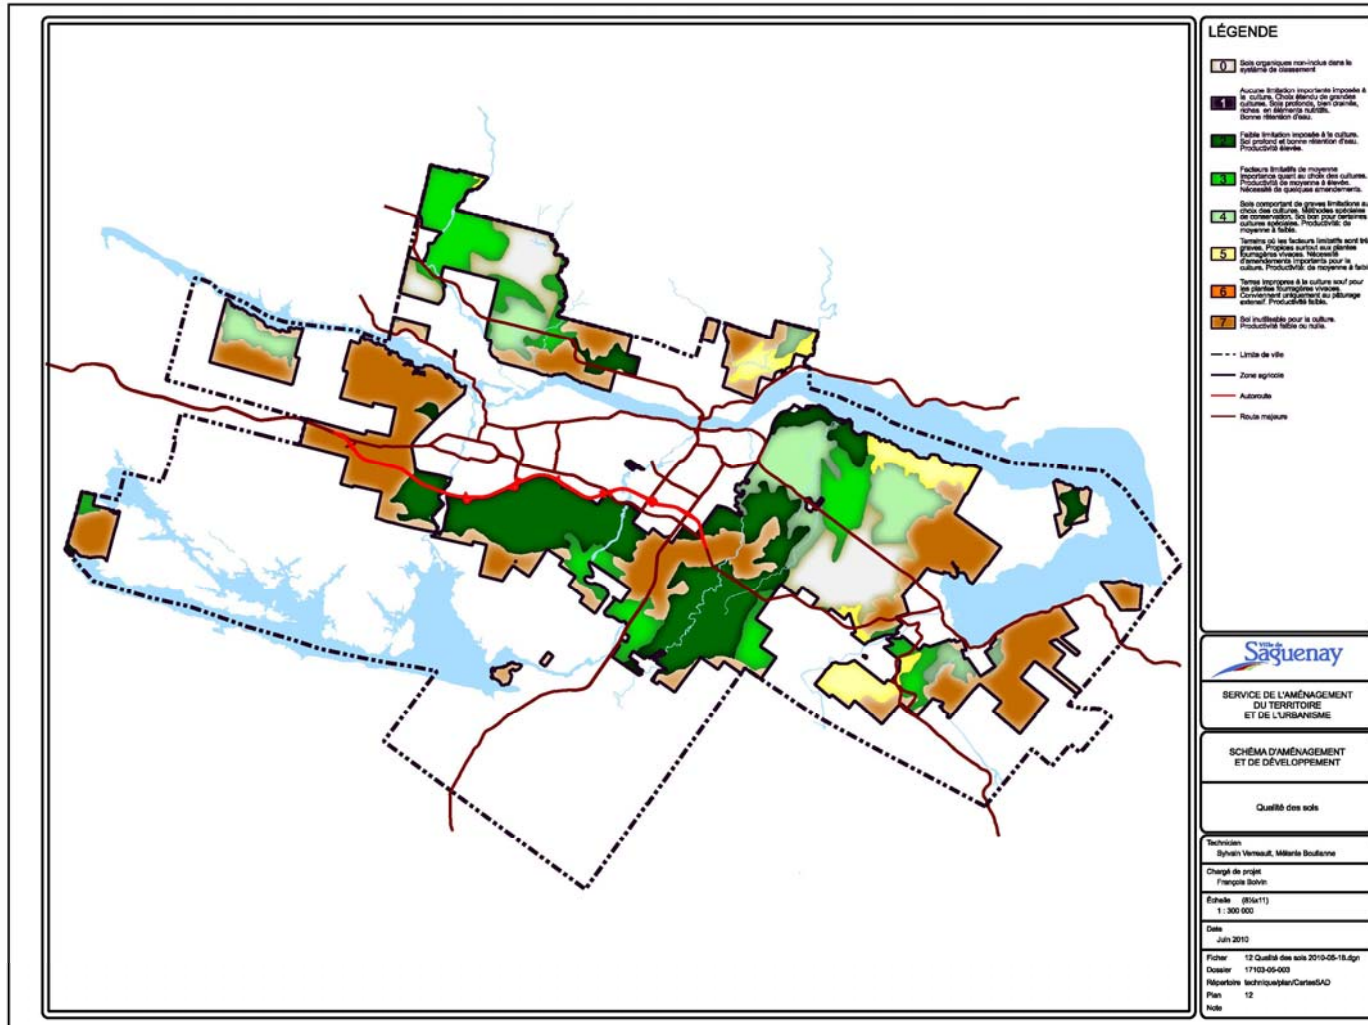 LÉGENDE
0
Sols organiques non-inclus dans le
système de classement
1
Aucune limitation importante imposée à
la culture. Choix étendu de grandes
cultures. Sols profonds, bien drainés,
riches en éléments nutritifs.
Bonne rétention d'eau.
2
Faible limitation imposée à la culture.
Sol profond et bonne rétention d'eau.
Productivité élevée.
3
Facteurs limitatifs de moyenne
importance quant au choix des cultures.
Productivité de moyenne à élevée.
Nécessité de quelques amendements.
4
Sols comportant de graves limitations au
choix des cultures. Méthodes spéciales
de conservation. Sol bon pour certaines
cultures spéciales. Productivité: de
moyenne à faible.
5
Terrains où les facteurs limitatifs sont trè
graves. Propices surtout aux plantes
fourragères vivaces. Nécessité
d'amendements importants pour la
culture. Productivité: de moyenne à faibl
6
Terres impropres à la culture sauf pour
les plantes fourragères vivaces.
Conviennent uniquement au pâturage
extensif. Productivité faible.
7
Sol inutilisable pour la culture.
Productivité faible ou nulle.
Limite de ville
Zone agricole
Autoroute
Route majeure
Ville de
Saguenay
SERVICE DE L'AMÉNAGEMENT
DU TERRITOIRE
ET DE L'URBANISME
SCHÉMA D'AMÉNAGEMENT
ET DE DÉVELOPPEMENT
Qualité des sols
Technicien
Sylvain Verreault, Mélanie Boulianne
Chargé de projet
François Boivin
Échelle (8½x11)
1 : 300 000
Date
Juin 2010
Fichier 12 Qualité des sols 2010-05-18.dgn
Dossier 17103-05-003
Répertoire technique/plan/CartesSAD
Plan 12
Note